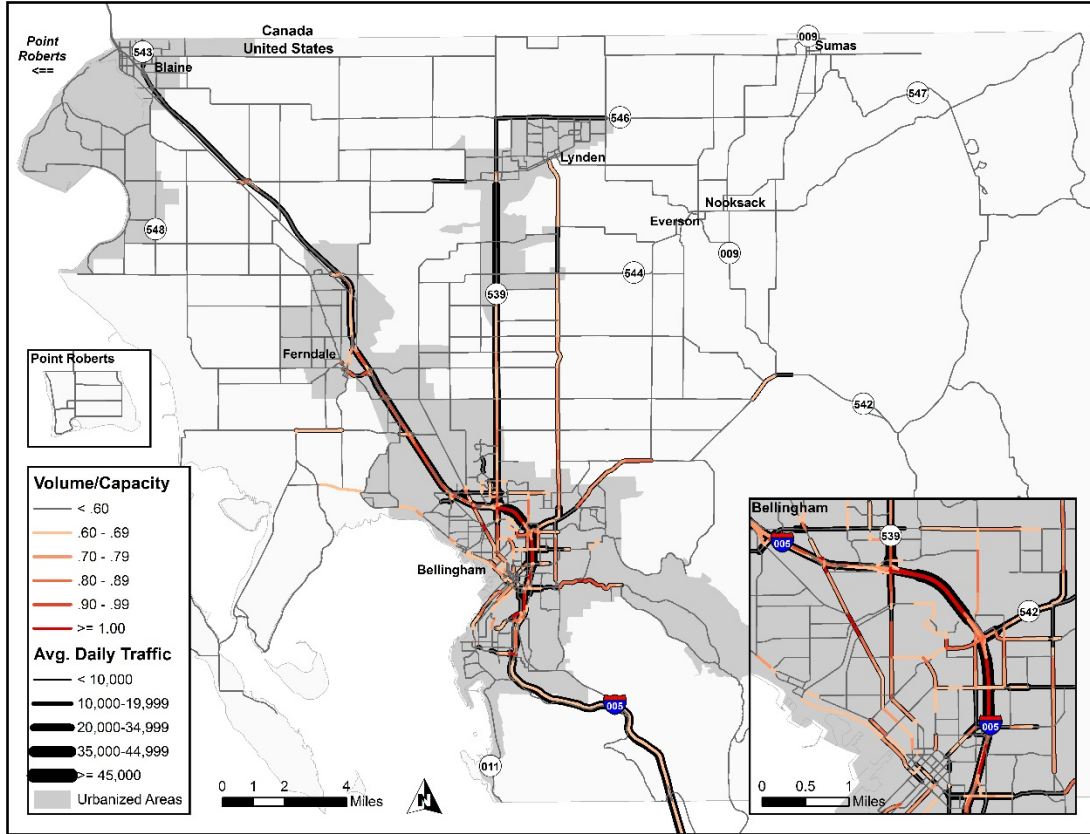 Canada
United States
Point
Roberts
<==
543
Blaine
009
Sumas
547
546
Lynden
Nooksack
Everson
548
009
544
539
Ferndale
Point Roberts
542
Bellingham
005
011
Volume/Capacity
< .60
.60 - .69
.70 - .79
.80 - .89
.90 - .99
>= 1.00
Avg. Daily Traffic
< 10,000
10,000-19,999
20,000-34,999
35,000-44,999
>= 45,000
Urbanized Areas
0 1 2 4
Miles
N
Bellingham
005
539
542
005
0 0.5 1
Miles